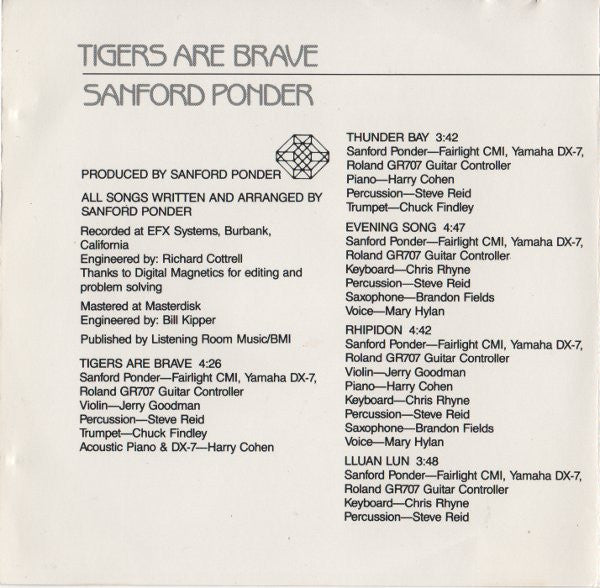 TIGERS ARE BRAVE
SANFORD PONDER
PRODUCED BY SANFORD PONDER
ALL SONGS WRITTEN AND ARRANGED BY
SANFORD PONDER
Recorded at EFX Systems, Burbank,
California
Engineered by: Richard Cottrell
Thanks to Digital Magnetics for editing and
problem solving
Mastered at Masterdisk
Engineered by: Bill Kipper
Published by Listening Room Music/BMI
TIGERS ARE BRAVE 4:26
Sanford Ponder—Fairlight CMI, Yamaha DX-7,
Roland GR707 Guitar Controller
Violin—Jerry Goodman
Percussion—Steve Reid
Trumpet—Chuck Findley
Acoustic Piano & DX-7—Harry Cohen
THUNDER BAY 3:42
Sanford Ponder—Fairlight CMI, Yamaha DX-7,
Roland GR707 Guitar Controller
Piano—Harry Cohen
Percussion—Steve Reid
Trumpet—Chuck Findley
EVENING SONG 4:47
Sanford Ponder—Fairlight CMI, Yamaha DX-7,
Roland GR707 Guitar Controller
Keyboard—Chris Rhyne
Percussion—Steve Reid
Saxophone—Brandon Fields
Voice—Mary Hylan
RHIPIDON 4:42
Sanford Ponder—Fairlight CMI, Yamaha DX-7,
Roland GR707 Guitar Controller
Violin—Jerry Goodman
Piano—Harry Cohen
Keyboard—Chris Rhyne
Percussion—Steve Reid
Saxophone—Brandon Fields
Voice—Mary Hylan
LLUAN LUN 3:48
Sanford Ponder—Fairlight CMI, Yamaha DX-7,
Roland GR707 Guitar Controller
Keyboard—Chris Rhyne
Percussion—Steve Reid